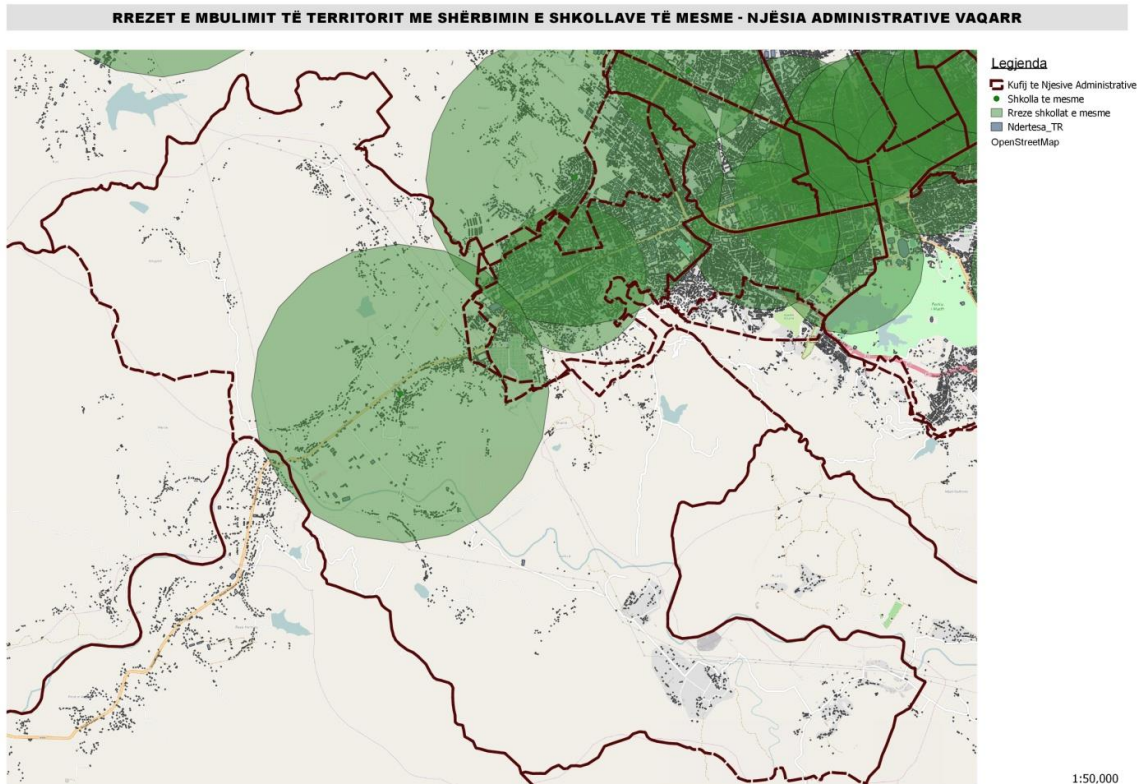 RREZET E MBULIMIT TË TERRITORIT ME SHËRBIMIN E SHKOLLAVE TË MESME - NJËSIA ADMINISTRATIVE VAQARR
Legjenda
Kufij te Njesive Administrative
Shkolla te mesme
Rreze shkollat e mesme
Ndertesa_TR
OpenStreetMap
1:50,000